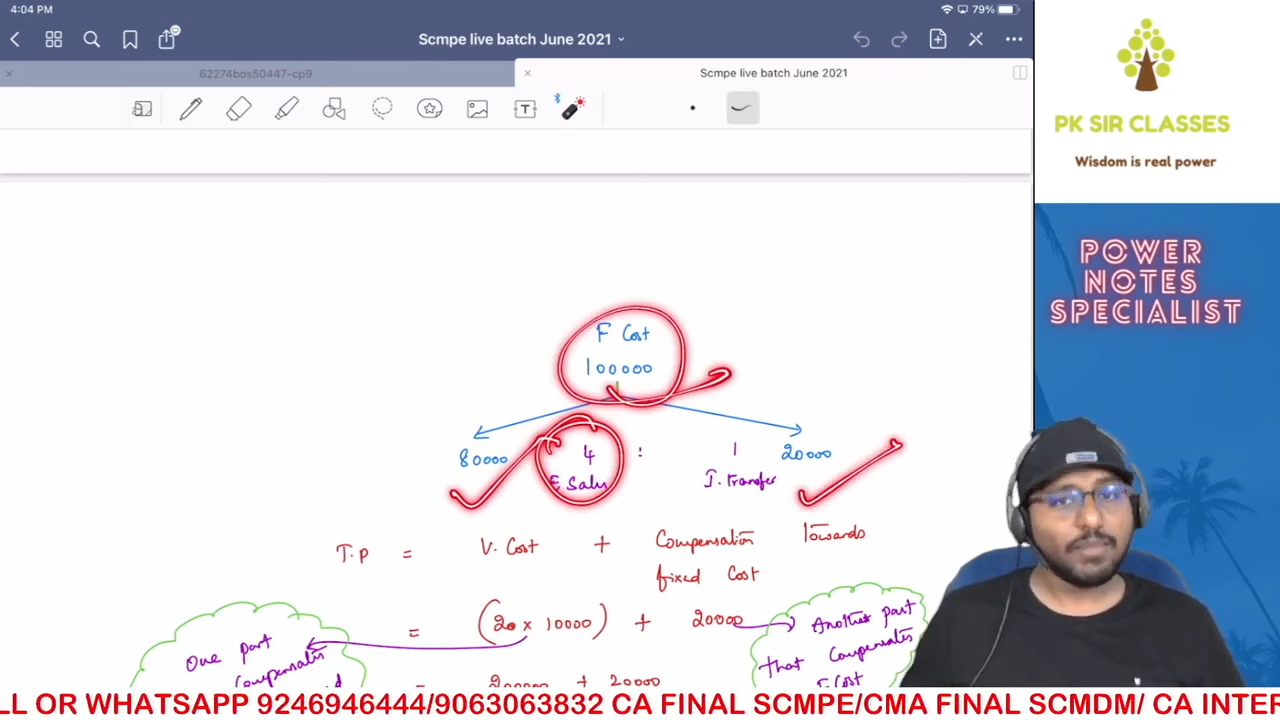 4:04 PM
79%
Scmpe live batch June 2021
62274bos50447-cp9
Scmpe live batch June 2021
T
PK SIR CLASSES
Wisdom is real power
POWER
NOTES
SPECIALIST
F Cost
100000
80000 4 : 1 20000
E Sales I. transfer
T.p = V. Cost + Compensation Towards
fixed Cost
= (20 x 10000) + 20000
One part
Another part
that Compensates
F. Cost
200000 + 20000
LL OR WHATSAPP 9246946444/9063063832 CA FINAL SCMPE/CMA FINAL SCMDM/ CA INTER